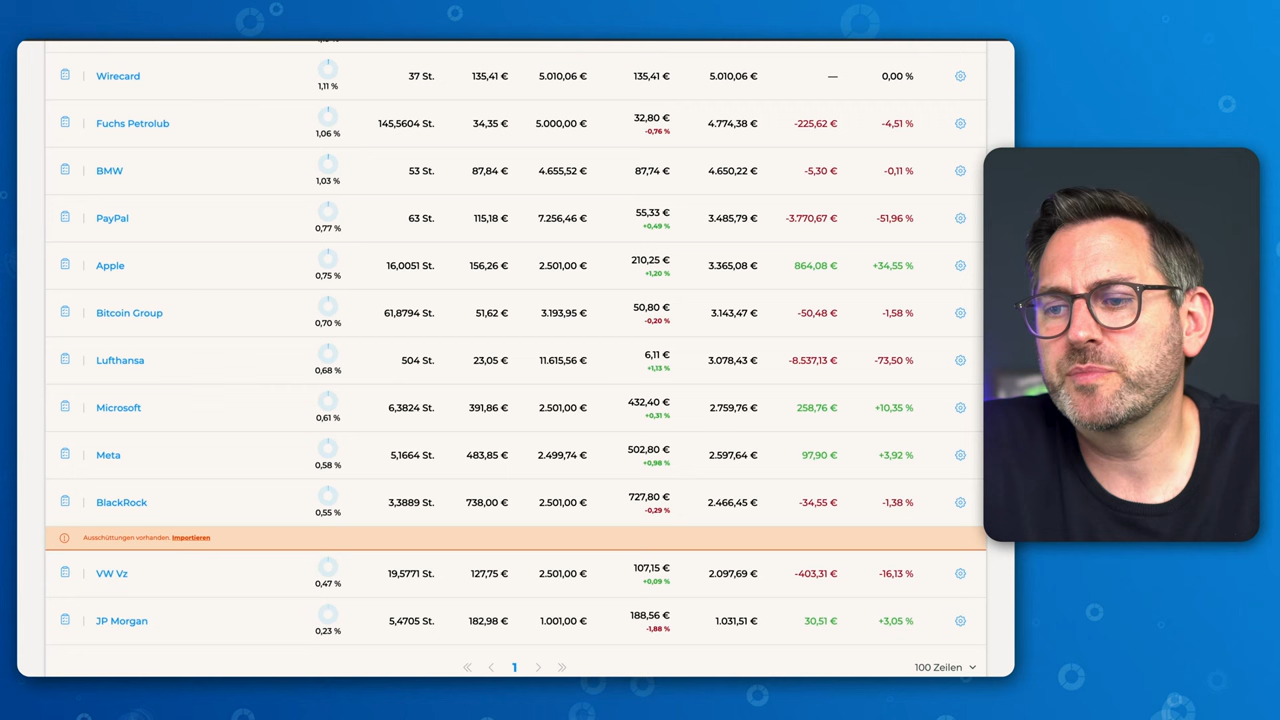 Wirecard 1,11 % 37 St. 135,41 € 5.010,06 € 135,41 € 5.010,06 € — 0,00 %
Fuchs Petrolub 1,06 % 145,5604 St. 34,35 € 5.000,00 € 32,80 € -0,76 % 4.774,38 € -225,62 € -4,51 %
BMW 1,03 % 53 St. 87,84 € 4.655,52 € 87,74 € 4.650,22 € -5,30 € -0,11 %
PayPal 0,77 % 63 St. 115,18 € 7.256,46 € 55,33 € +0,49 % 3.485,79 € -3.770,67 € -51,96 %
Apple 0,75 % 16,0051 St. 156,26 € 2.501,00 € 210,25 € +1,20 % 3.365,08 € 864,08 € +34,55 %
Bitcoin Group 0,70 % 61,8794 St. 51,62 € 3.193,95 € 50,80 € -0,20 % 3.143,47 € -50,48 € -1,58 %
Lufthansa 0,68 % 504 St. 23,05 € 11.615,56 € 6,11 € +1,13 % 3.078,43 € -8.537,13 € -73,50 %
Microsoft 0,61 % 6,3824 St. 391,86 € 2.501,00 € 432,40 € +0,31 % 2.759,76 € 258,76 € +10,35 %
Meta 0,58 % 5,1664 St. 483,85 € 2.499,74 € 502,80 € +0,98 % 2.597,64 € 97,90 € +3,92 %
BlackRock 0,55 % 3,3889 St. 738,00 € 2.501,00 € 727,80 € -0,29 % 2.466,45 € -34,55 € -1,38 %
Ausschüttungen vorhanden. Importieren
VW Vz 0,47 % 19,5771 St. 127,75 € 2.501,00 € 107,15 € +0,09 % 2.097,69 € -403,31 € -16,13 %
JP Morgan 0,23 % 5,4705 St. 182,98 € 1.001,00 € 188,56 € -1,88 % 1.031,51 € 30,51 € +3,05 %
1 100 Zeilen